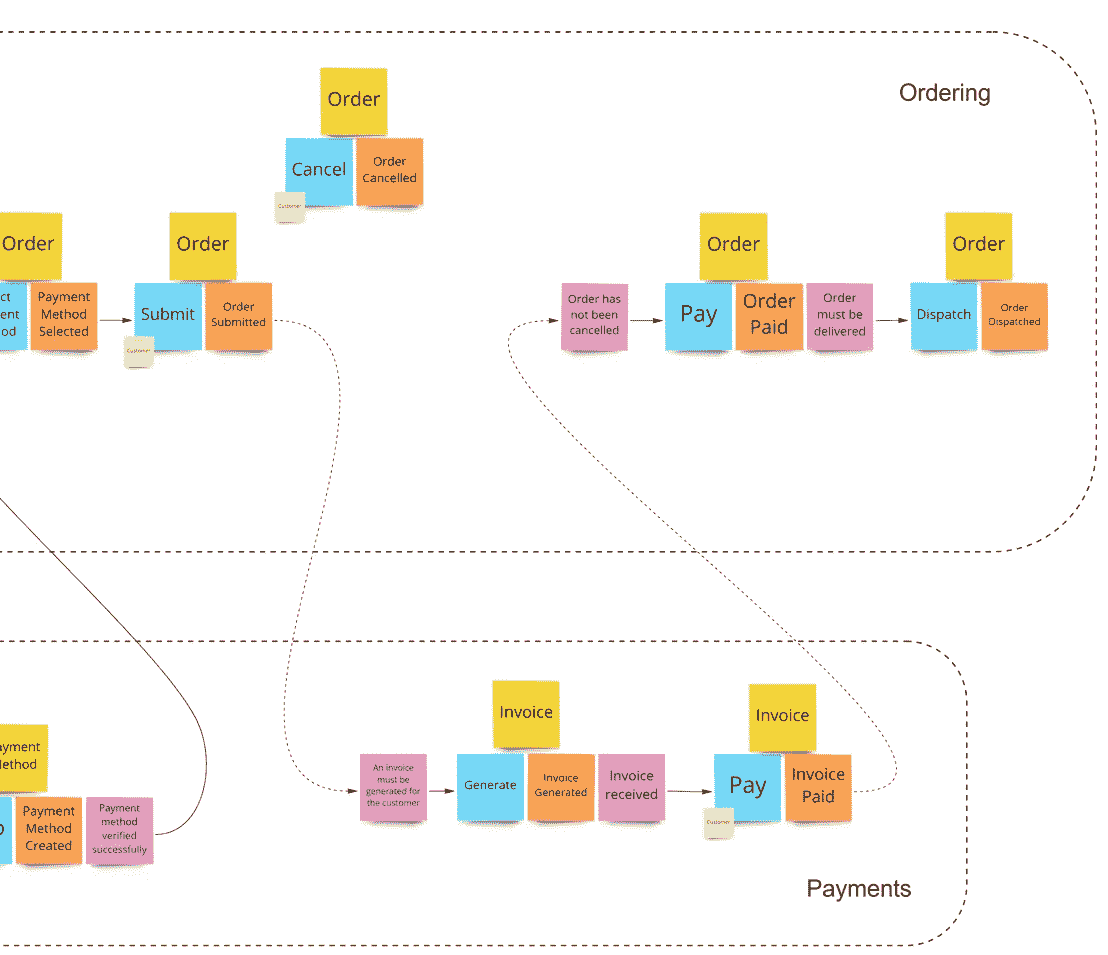 Ordering
Order
Cancel
Order
Cancelled
Customer
Order
ct
ent
od
Payment
Method
Selected
Order
Submit
Order
Submitted
Customer
Order has
not been
cancelled
Order
Pay
Order
Paid
Order
must be
delivered
Order
Dispatch
Order
Dispatched
ayment
ethod
Payment
Method
Created
Payment
method
verified
successfully
An invoice
must be
generated for
the customer
Invoice
Generate
Invoice
Generated
Invoice
received
Invoice
Pay
Invoice
Paid
Customer
Payments